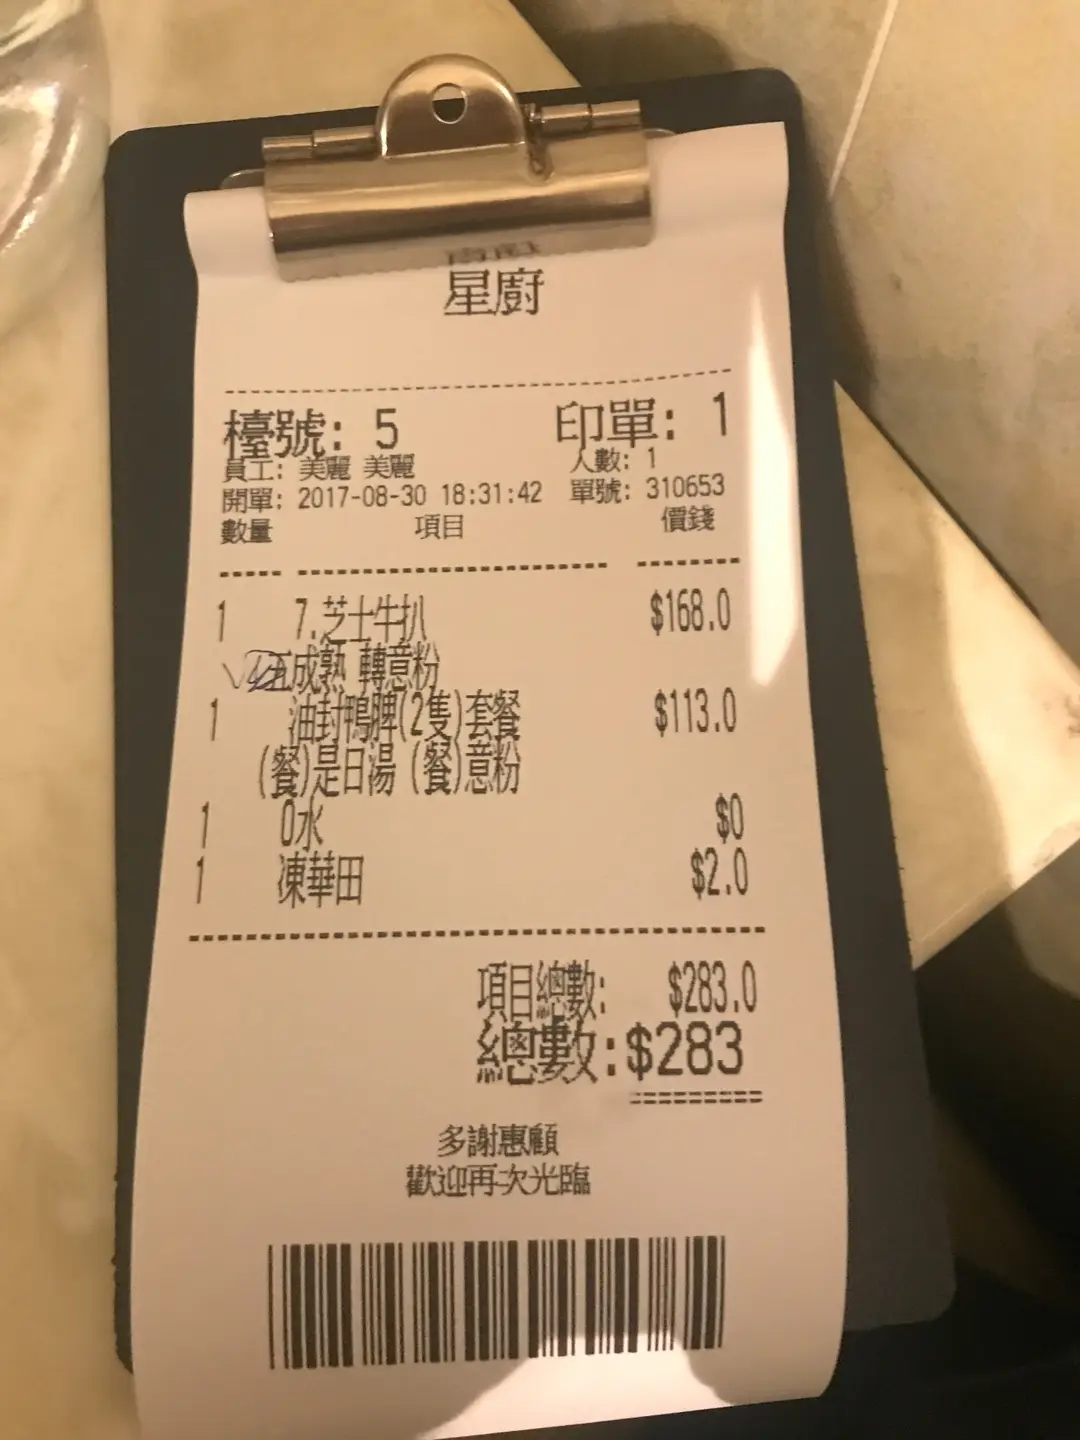 星廚
檯號: 5 印單: 1
員工: 美麗 美麗 人數: 1
開單: 2017-08-30 18:31:42 單號: 310653
數量 項目 價錢
1 7.芝士牛扒 $168.0
五成熟 轉意粉
1 油封鴨脾(2隻)套餐 $113.0
(餐)是日湯 (餐)意粉
1 0水 $0
1 凍華田 $2.0
項目總數: $283.0
總數:$283
多謝惠顧
歡迎再次光臨